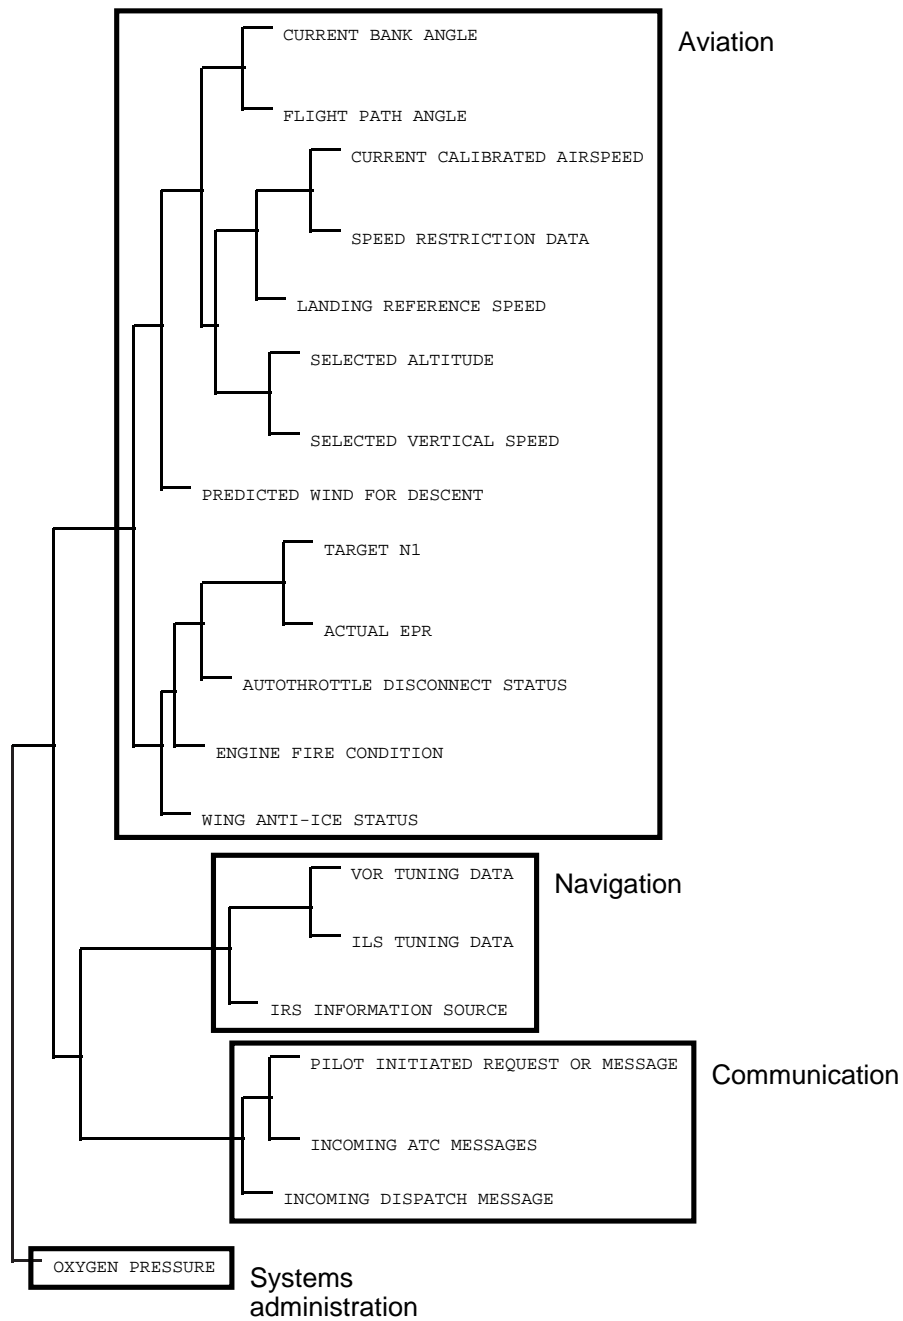 CURRENT BANK ANGLE
Aviation
FLIGHT PATH ANGLE
CURRENT CALIBRATED AIRSPEED
SPEED RESTRICTION DATA
LANDING REFERENCE SPEED
SELECTED ALTITUDE
SELECTED VERTICAL SPEED
PREDICTED WIND FOR DESCENT
TARGET N1
ACTUAL EPR
AUTOTHROTTLE DISCONNECT STATUS
ENGINE FIRE CONDITION
WING ANTI-ICE STATUS
VOR TUNING DATA
Navigation
ILS TUNING DATA
IRS INFORMATION SOURCE
PILOT INITIATED REQUEST OR MESSAGE
Communication
INCOMING ATC MESSAGES
INCOMING DISPATCH MESSAGE
OXYGEN PRESSURE
Systems
administration